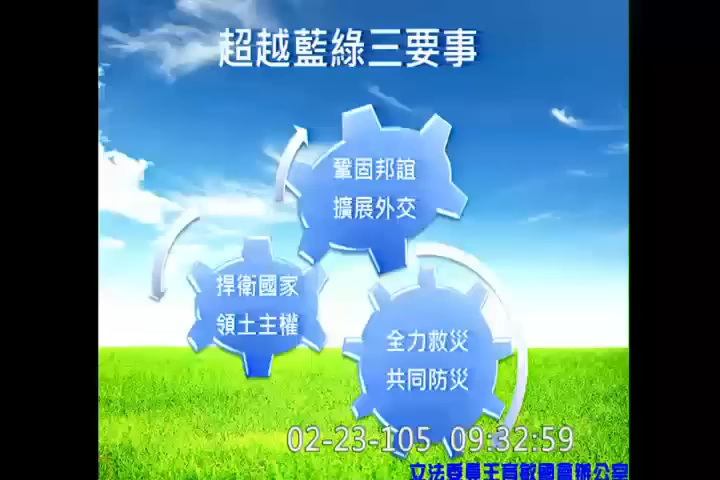 超越藍綠三要事
鞏固邦誼
擴展外交
捍衛國家
領土主權
全力救災
共同防災
02-23-105 09:32:59
立法委員王育敏國會辦公室